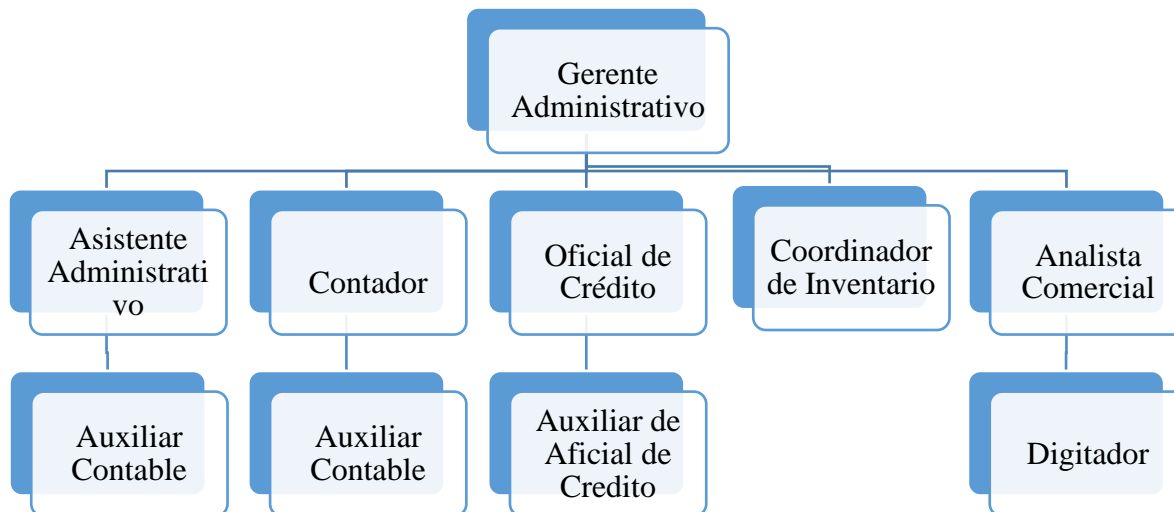 Gerente
Administrativo
Asistente
Administrati
vo
Contador
Oficial de
Crédito
Coordinador
de Inventario
Analista
Comercial
Auxiliar
Contable
Auxiliar
Contable
Auxiliar de
Aficial de
Credito
Digitador